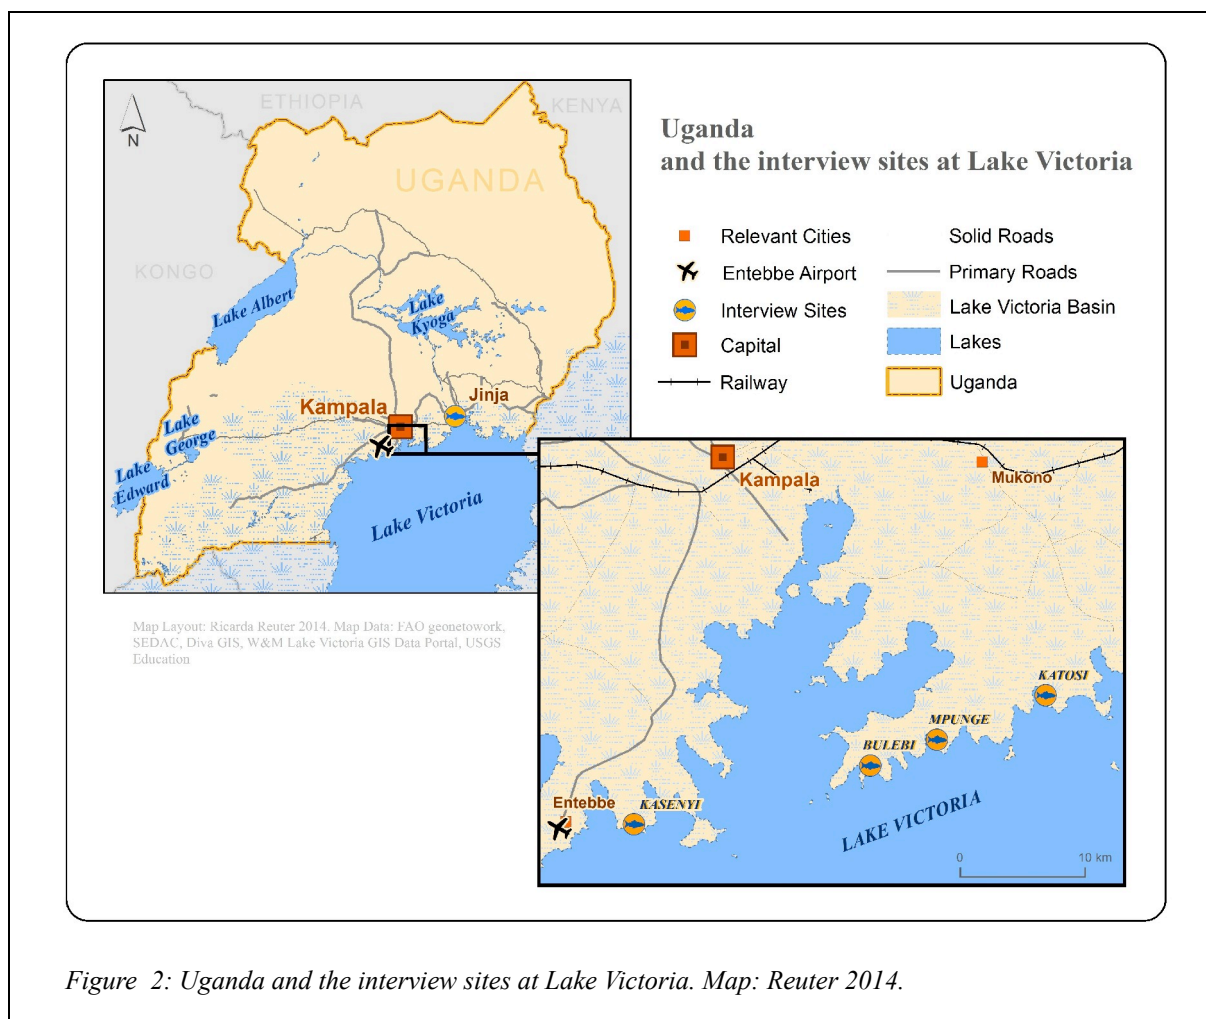 ETHIOPIA
KENYA
N
UGANDA
KONGO
Lake Albert
Lake
Kyoga
Jinja
Kampala
Lake
George
Lake
Edward
Lake Victoria
Uganda
and the interview sites at Lake Victoria
Relevant Cities
Entebbe Airport
Interview Sites
Capital
Railway
Solid Roads
Primary Roads
Lake Victoria Basin
Lakes
Uganda
Kampala
Mukono
KATOSI
MPUNGE
BULEBI
Entebbe
KASENYI
LAKE VICTORIA
0 10 km
Map Layout: Ricarda Reuter 2014. Map Data: FAO geonetowork,
SEDAC, Diva GIS, W&M Lake Victoria GIS Data Portal, USGS
Education
Figure 2: Uganda and the interview sites at Lake Victoria. Map: Reuter 2014.